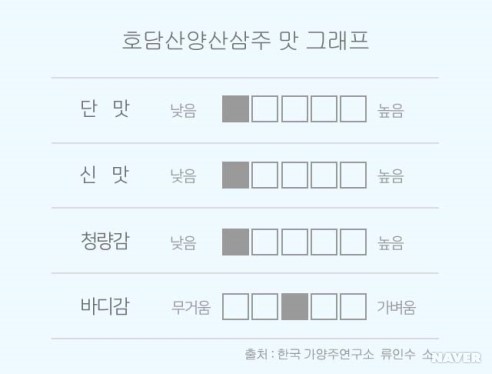 호담산양산삼주 맛 그래프
단 맛 낮음 높음
신 맛 낮음 높음
청량감 낮음 높음
바디감 무거움 가벼움
출처 : 한국 가양주연구소 류인수 소
NAVER